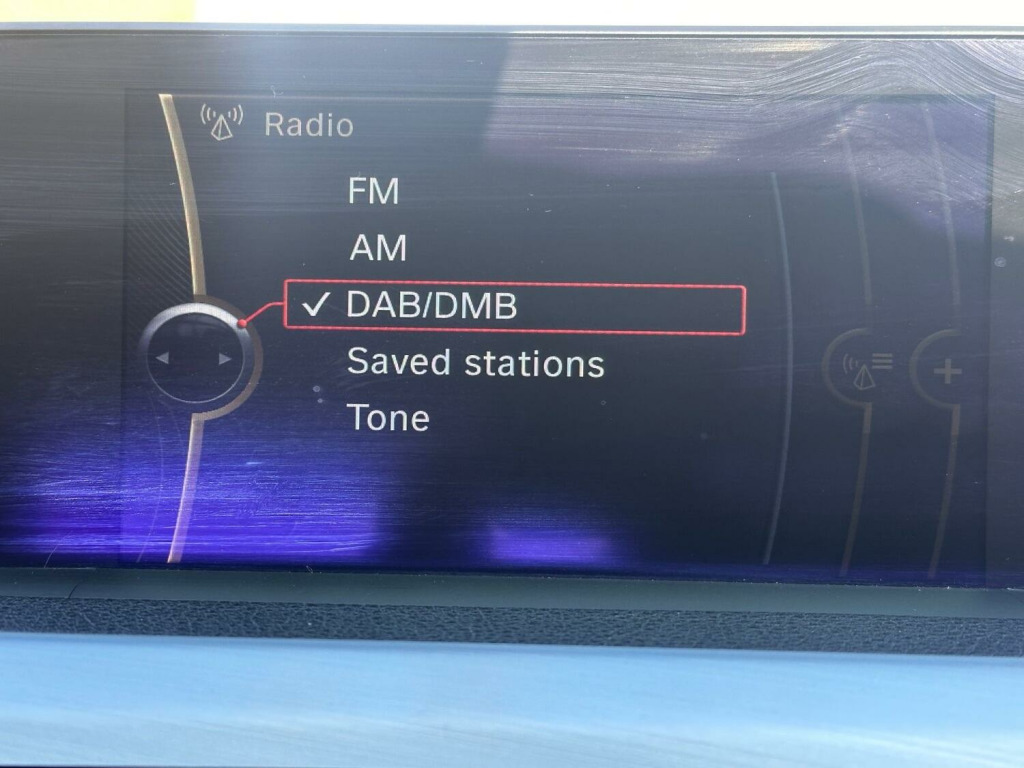 Radio
FM
AM
DAB/DMB
Saved stations
Tone